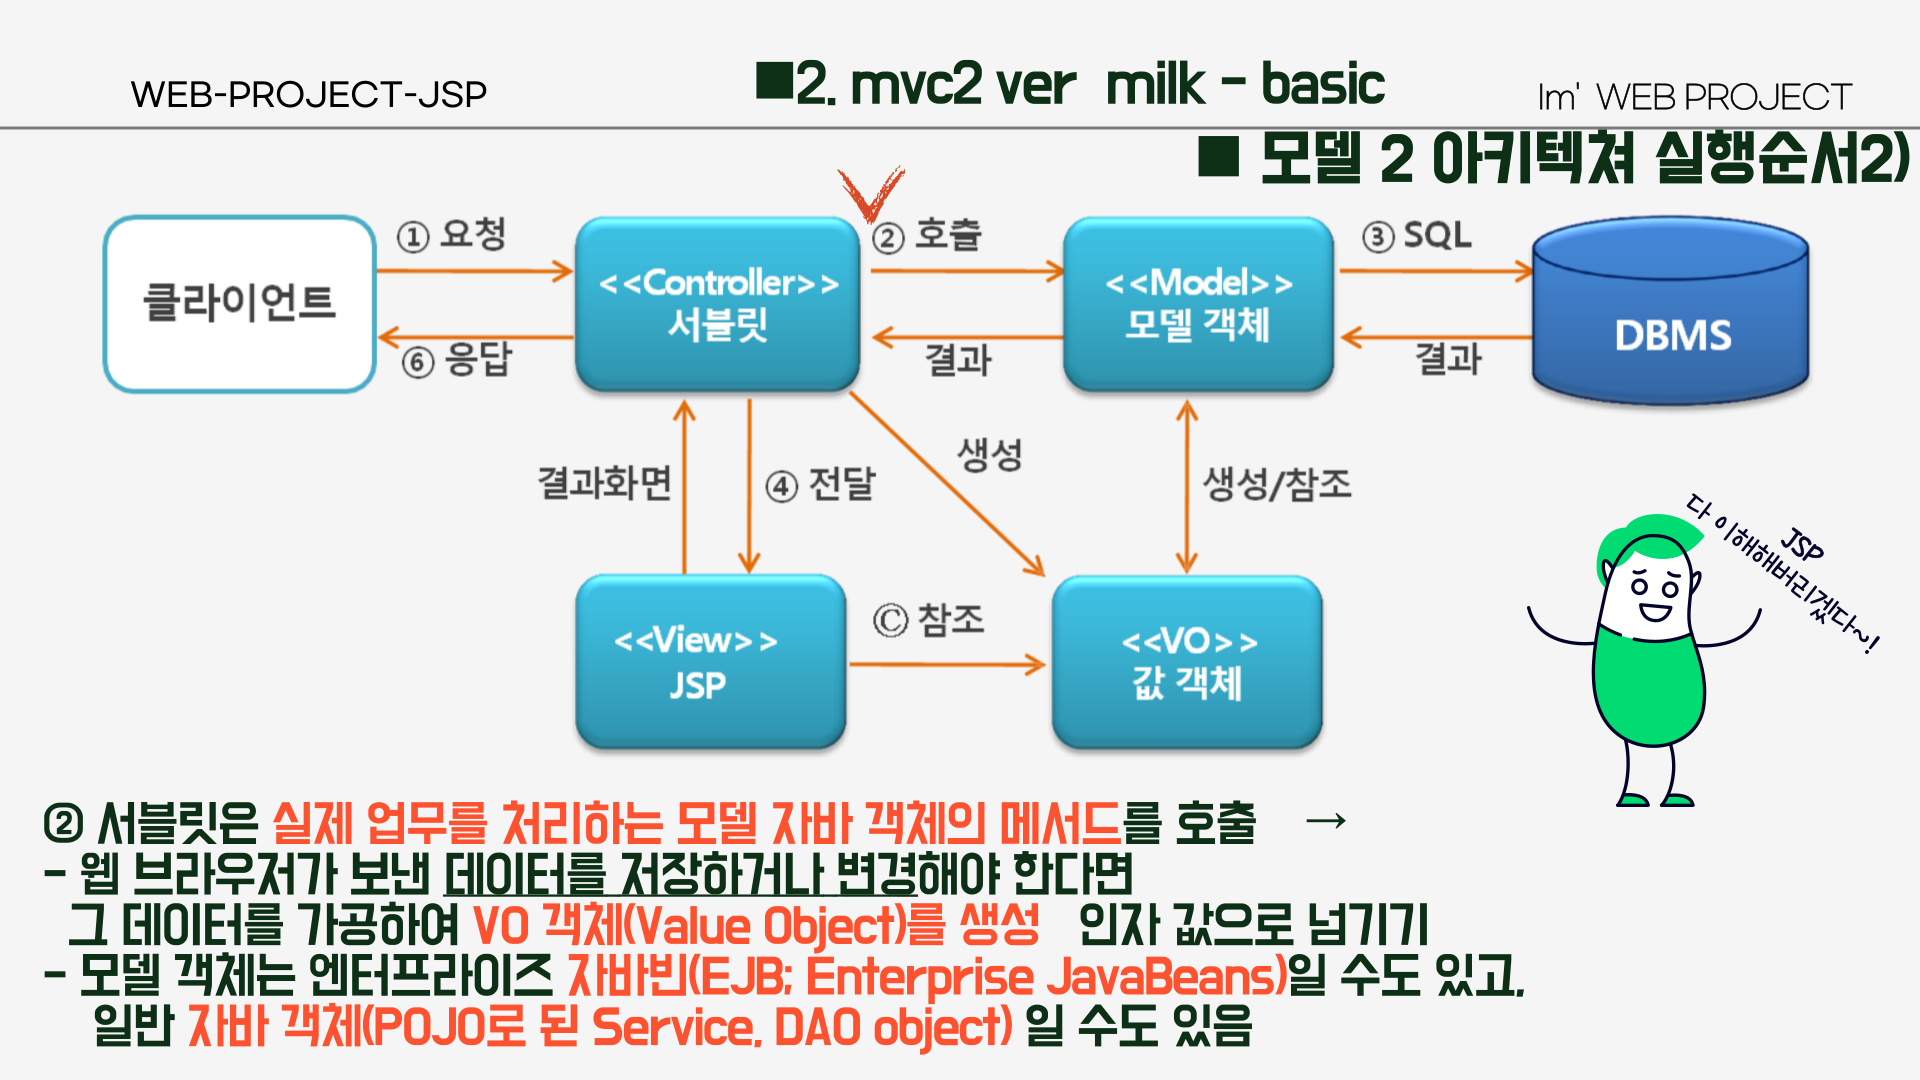 WEB-PROJECT-JSP
■2. mvc2 ver milk - basic
Im' WEB PROJECT
■ 모델 2 아키텍쳐 실행순서2)
클라이언트
① 요청
⑥ 응답
<<Controller>>
서블릿
② 호출
결과
<<Model>>
모델 객체
③ SQL
결과
DBMS
결과화면
④ 전달
생성
생성/참조
<<View>>
JSP
Ⓒ 참조
<<VO>>
값 객체
JSP
다 이해해버리겠다~!
② 서블릿은 실제 업무를 처리하는 모델 자바 객체의 메서드를 호출 →
- 웹 브라우저가 보낸 데이터를 저장하거나 변경해야 한다면
그 데이터를 가공하여 VO 객체(Value Object)를 생성 인자 값으로 넘기기
- 모델 객체는 엔터프라이즈 자바빈(EJB; Enterprise JavaBeans)일 수도 있고,
일반 자바 객체(POJO로 된 Service, DAO object) 일 수도 있음